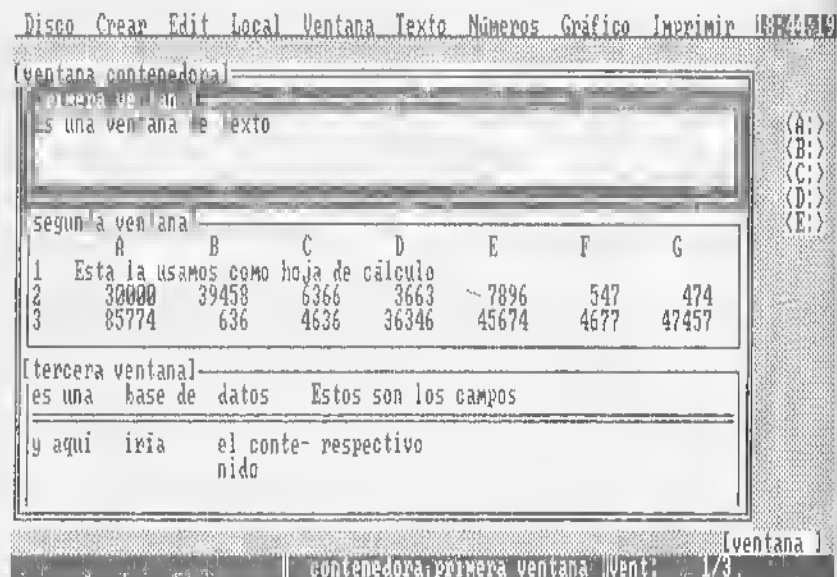 Disco Crear Edit Local Ventana Texto Números Gráfico Imprimir
[ventana contenedora]
primera ventana
Es una ventana de texto
<A:>
<B:>
<C:>
<D:>
<E:>
segunda ventana
A B C D E F G
1 Esta la usamos como hoja de cálculo
2 30000 39458 6366 3663 7896 547 474
3 85774 636 4636 36346 45674 4677 47457
[tercera ventana]
es una base de datos Estos son los campos
y aqui iría el conte- respectivo
nido
[ventana ]
contenedora;primera ventana Vent: 1/3